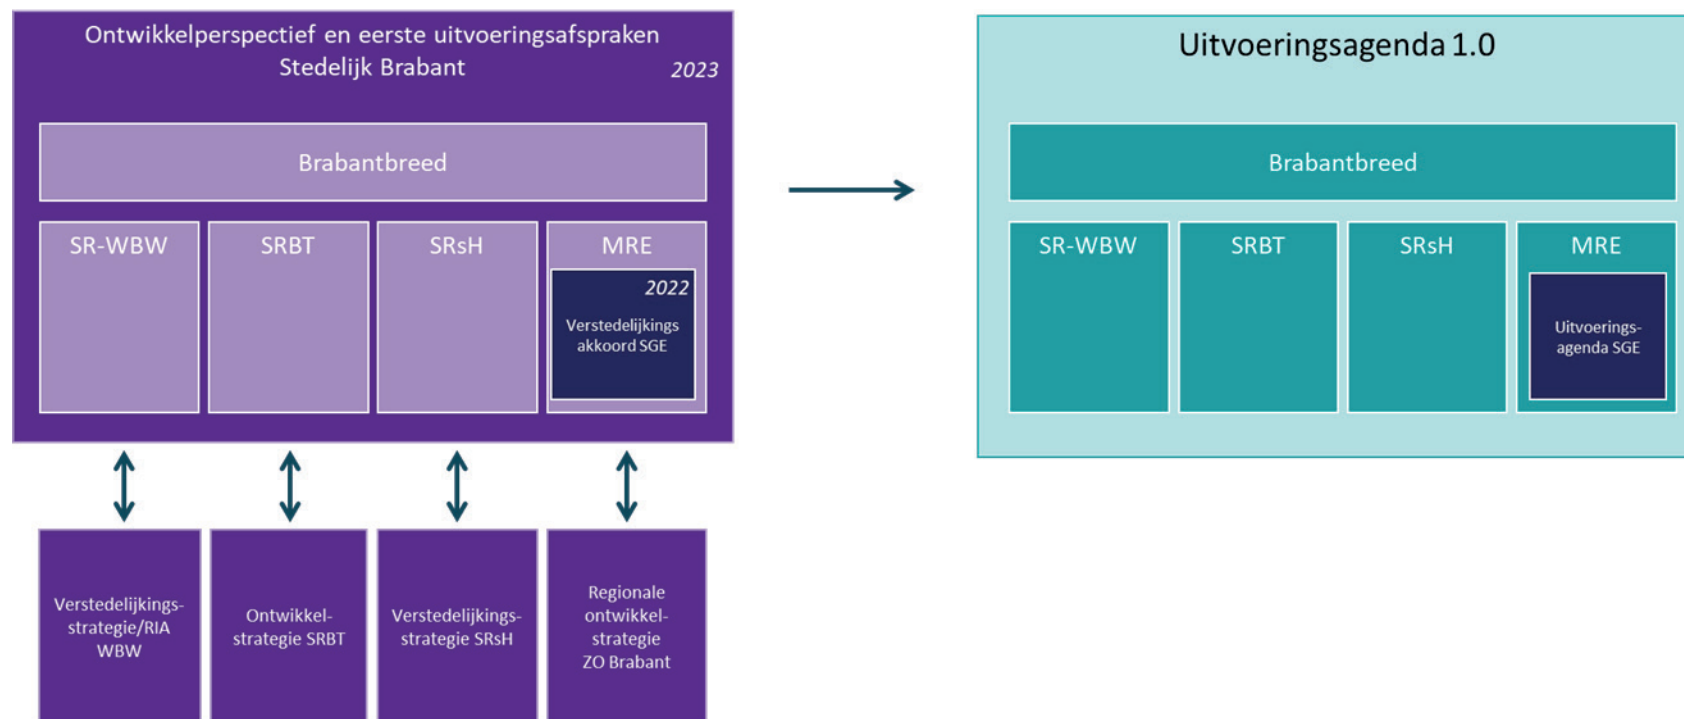 Ontwikkelperspectief en eerste uitvoeringsafspraken
Stedelijk Brabant
2023
Brabantbreed
SR-WBW
SRBT
SRsH
MRE
2022
Verstedelijkings
akkoord SGE
Verstedelijkings-
strategie/RIA
WBW
Ontwikkel-
strategie SRBT
Verstedelijkings-
strategie SRsH
Regionale
ontwikkel-
strategie
ZO Brabant
Uitvoeringsagenda 1.0
Brabantbreed
SR-WBW
SRBT
SRsH
MRE
Uitvoerings-
agenda SGE